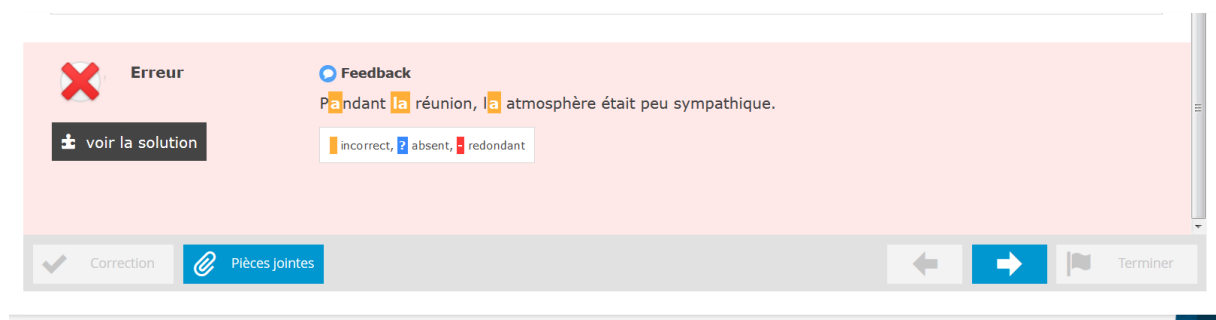 Erreur
Feedback
Pandant la réunion, la atmosphère était peu sympathique.
voir la solution
incorrect, ? absent, - redondant
Correction
Pièces jointes
Terminer